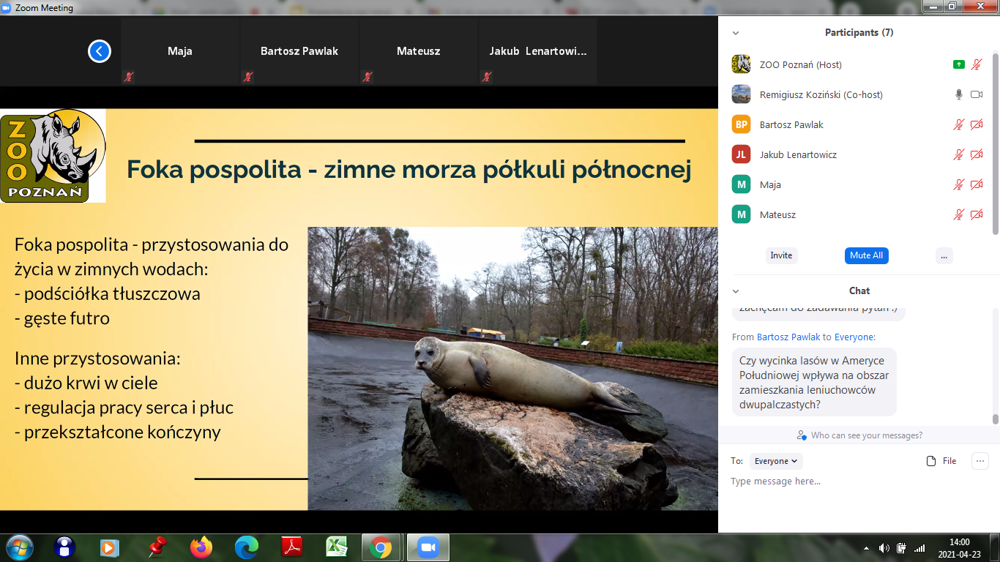 Zoom Meeting
Maja
Bartosz Pawlak
Mateusz
Jakub Lenartowi...
ZOO
POZNAŃ
Foka pospolita - zimne morza półkuli północnej
Foka pospolita - przystosowania do
życia w zimnych wodach:
- podściółka tłuszczowa
- gęste futro
Inne przystosowania:
- dużo krwi w ciele
- regulacja pracy serca i płuc
- przekształcone kończyny
Participants (7)
ZOO Poznań (Host)
Remigiusz Koziński (Co-host)
BP Bartosz Pawlak
JL Jakub Lenartowicz
M Maja
M Mateusz
Invite Mute All ...
Chat
zachęcam do zadawania pytań :)
From Bartosz Pawlak to Everyone:
Czy wycinka lasów w Ameryce
Południowej wpływa na obszar
zamieszkania leniuchowców
dwupalczastych?
Who can see your messages?
To: Everyone File
Type message here...
14:00
2021-04-23